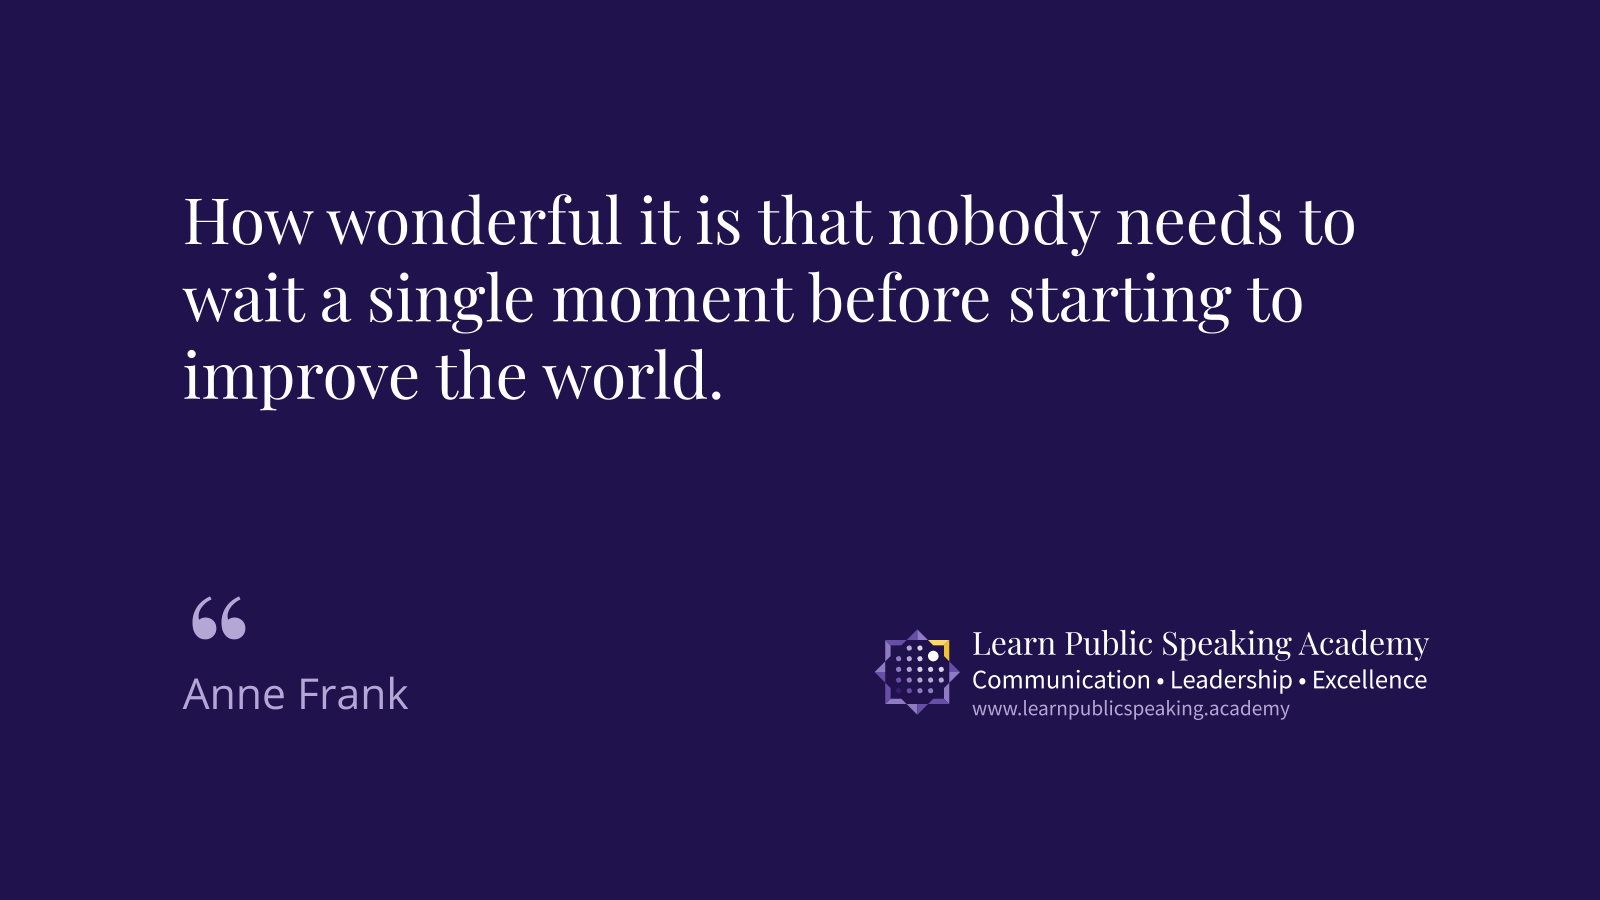 How wonderful it is that nobody needs to
wait a single moment before starting to
improve the world.
“
Anne Frank
Learn Public Speaking Academy
Communication • Leadership • Excellence
www.learnpublicspeaking.academy